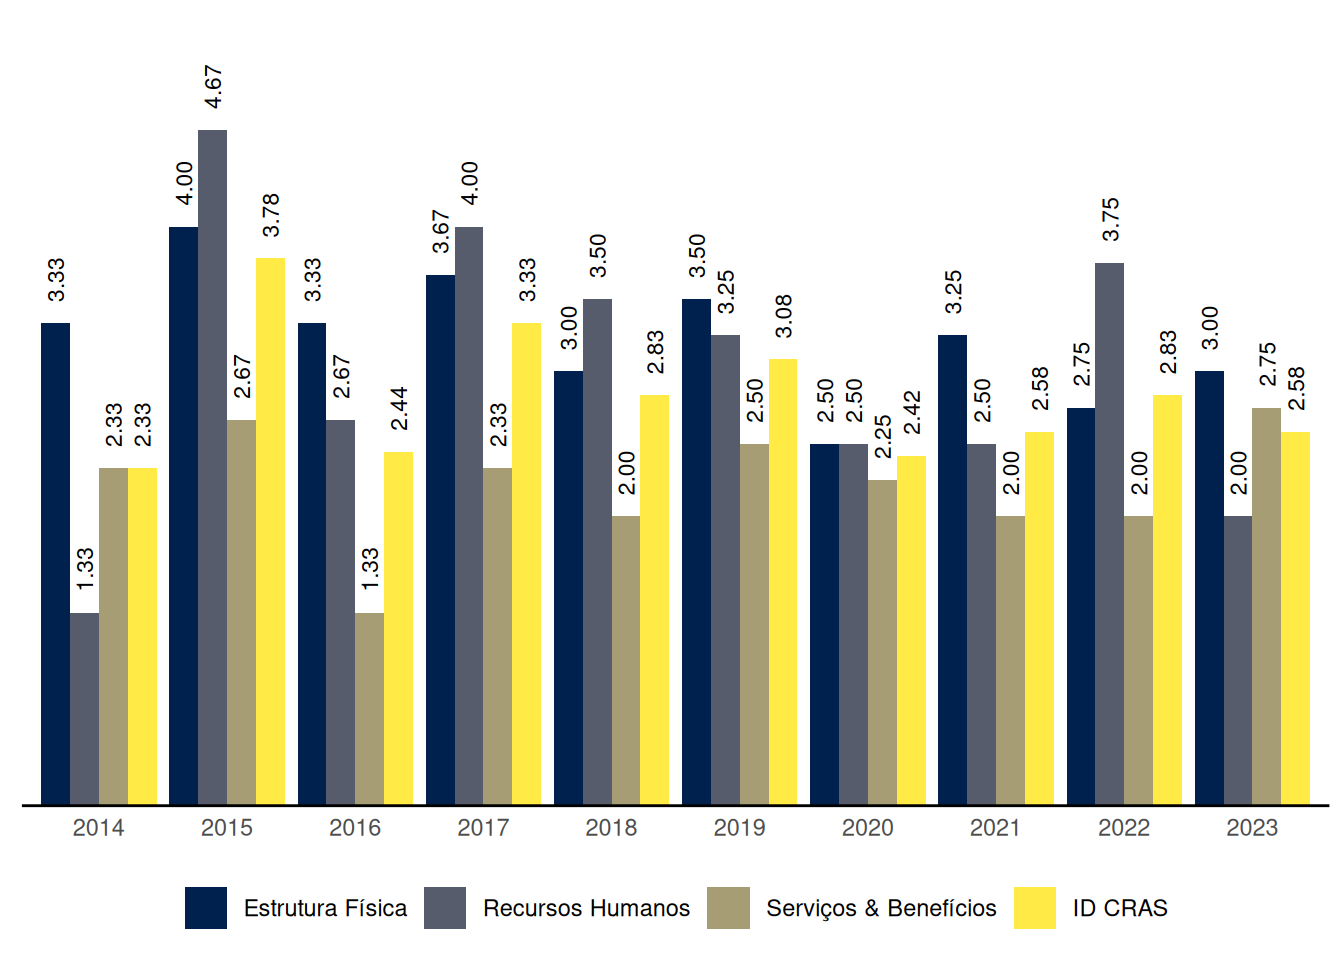 3.33 1.33 2.33 2.33
4.00 4.67 2.67 3.78
3.33 2.67 1.33 2.44
3.67 4.00 2.33 3.33
3.00 3.50 2.00 2.83
3.50 3.25 2.50 3.08
2.50 2.50 2.25 2.42
3.25 2.50 2.00 2.58
2.75 3.75 2.00 2.83
3.00 2.00 2.75 2.58
2014 2015 2016 2017 2018 2019 2020 2021 2022 2023
Estrutura Física Recursos Humanos Serviços & Benefícios ID CRAS